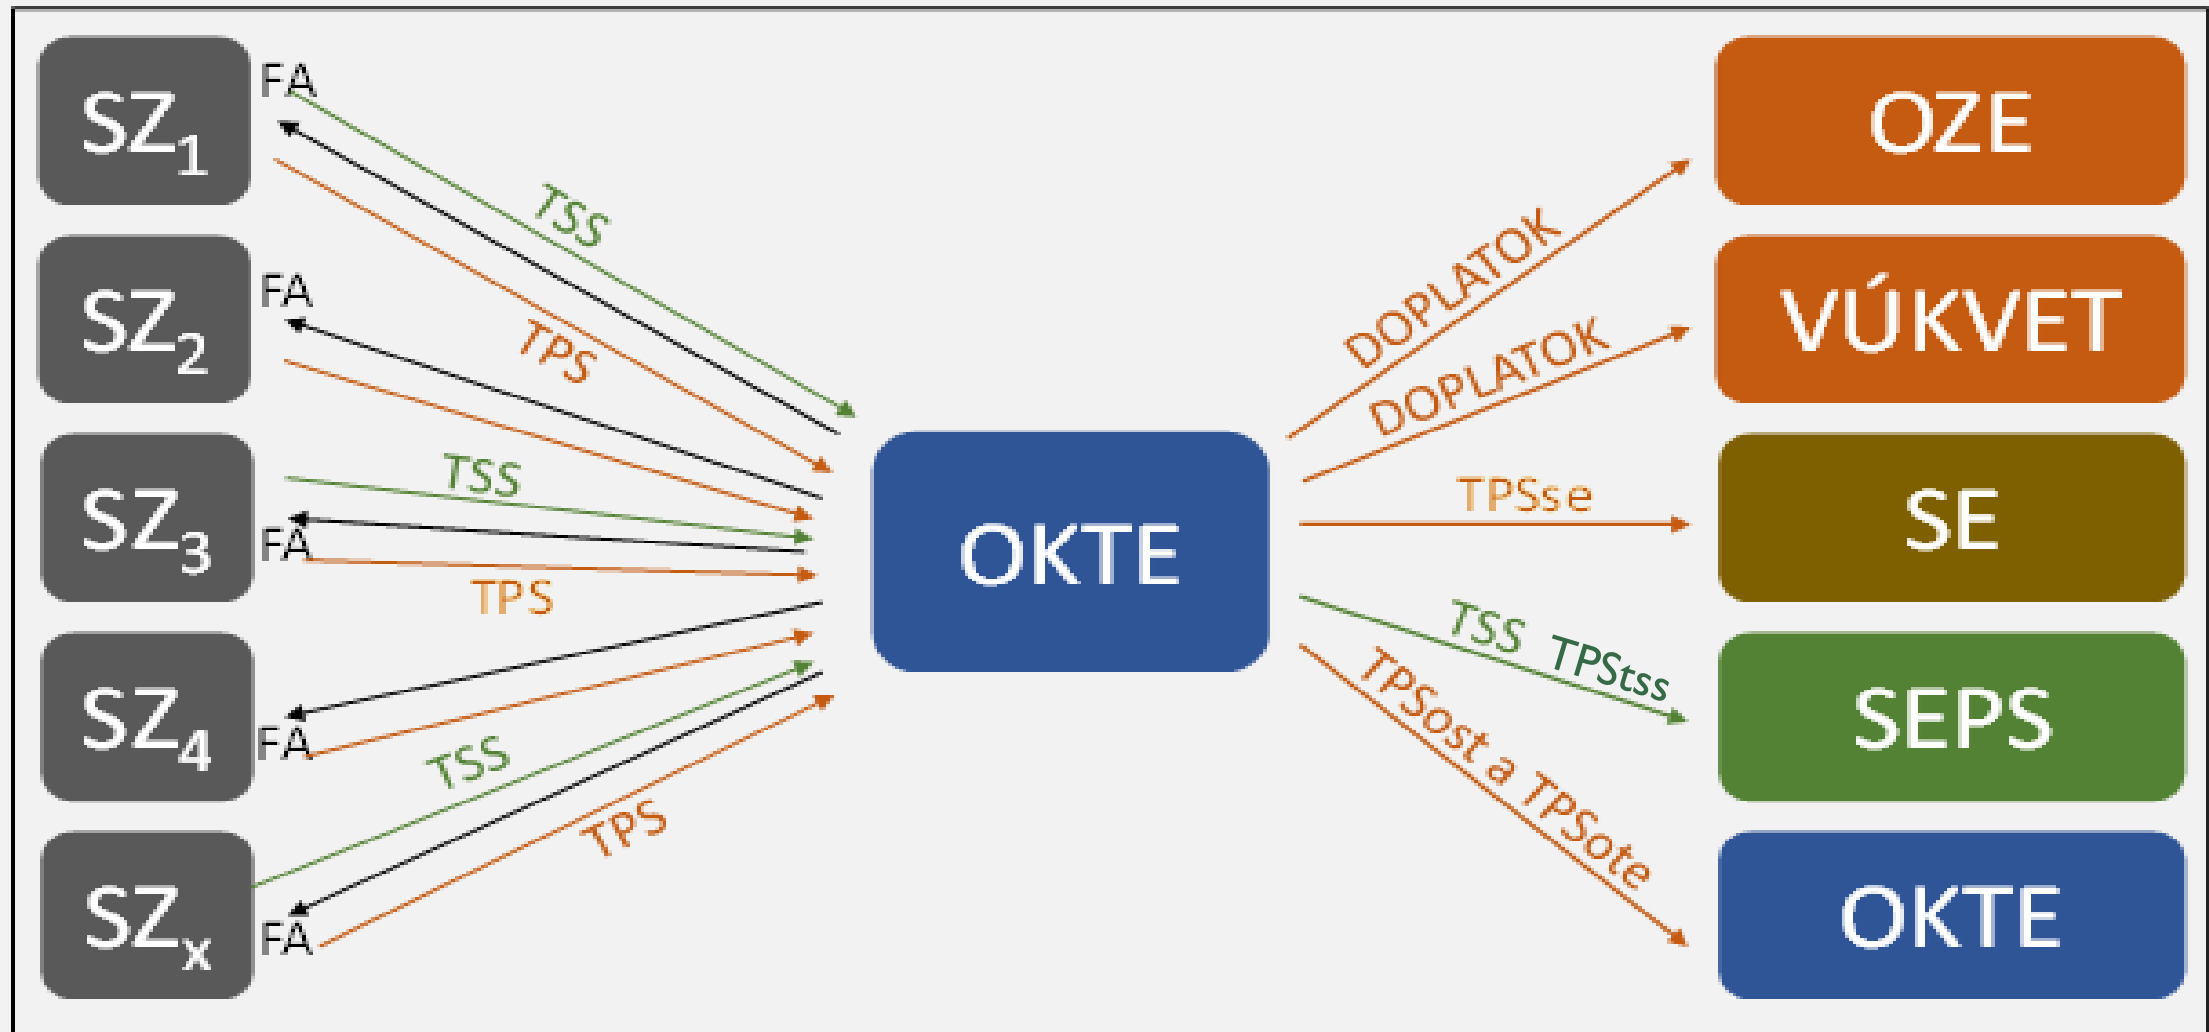 SZ1
FA
TSS
TPS
SZ2
FA
SZ3
TSS
FA
TPS
SZ4
FA
TSS
SZx
FA
TPS
OKTE
DOPLATOK
OZE
DOPLATOK
VÚKVET
TPSse
SE
TSS TPStss
SEPS
TPSost a TPSote
OKTE